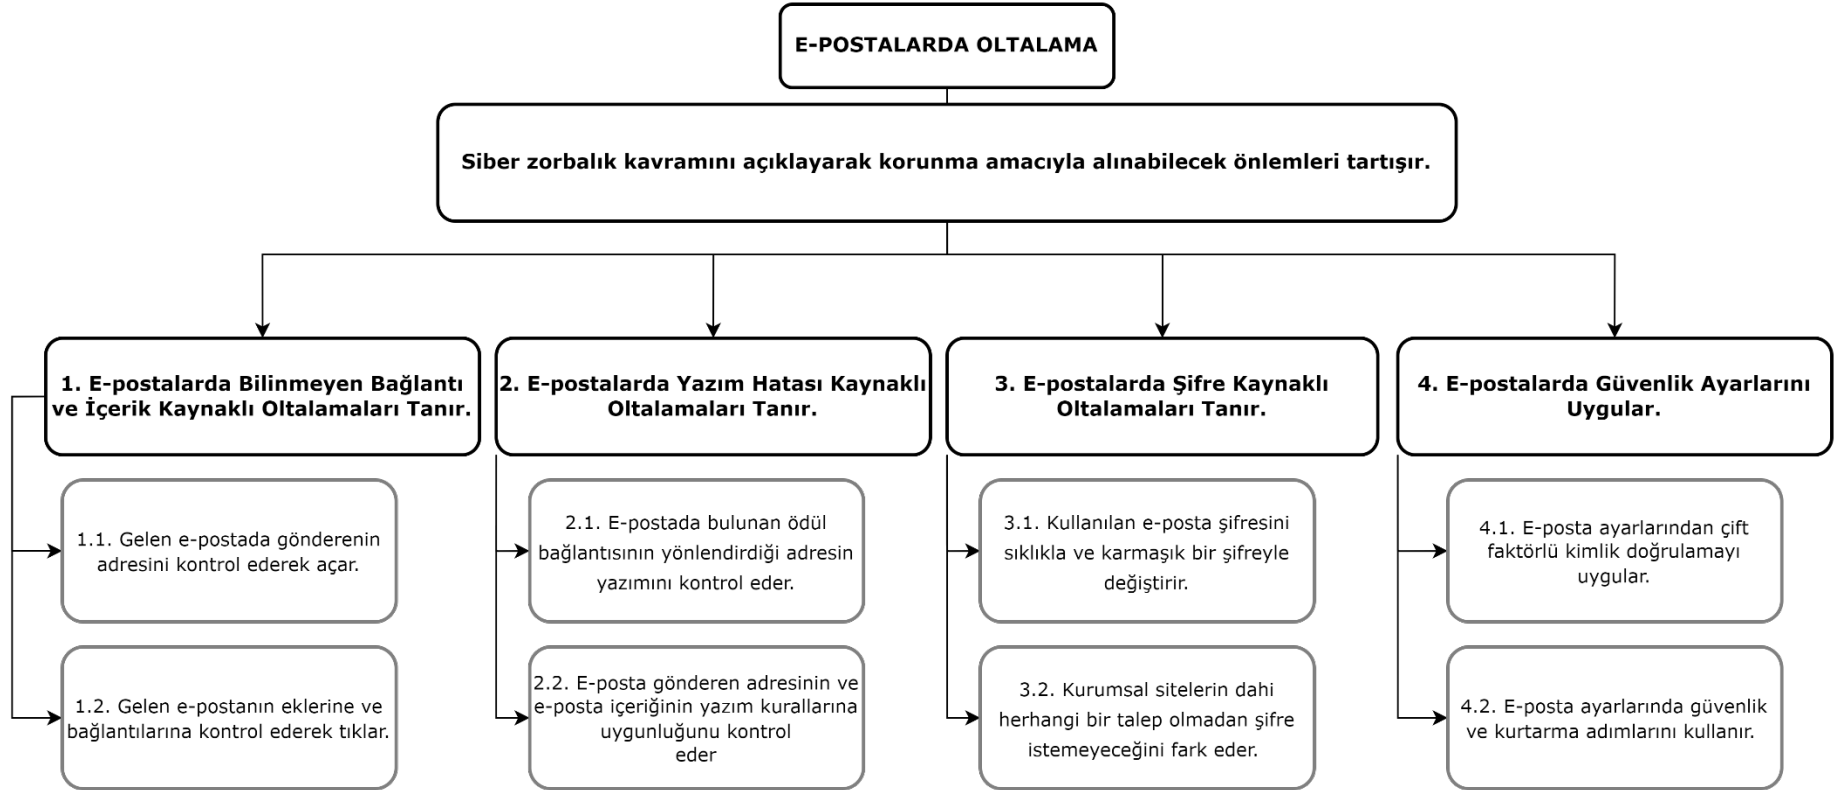 E-POSTALARDA OLTALAMA
Siber zorbalık kavramını açıklayarak korunma amacıyla alınabilecek önlemleri tartışır.
1. E-postalarda Bilinmeyen Bağlantı
ve İçerik Kaynaklı Oltalamaları Tanır.
1.1. Gelen e-postada gönderenin
adresini kontrol ederek açar.
1.2. Gelen e-postanın eklerine ve
bağlantılarına kontrol ederek tıklar.
2. E-postalarda Yazım Hatası Kaynaklı
Oltalamaları Tanır.
2.1. E-postada bulunan ödül
bağlantısının yönlendirdiği adresin
yazımını kontrol eder.
2.2. E-posta gönderen adresinin ve
e-posta içeriğinin yazım kurallarına
uygunluğunu kontrol
eder
3. E-postalarda Şifre Kaynaklı
Oltalamaları Tanır.
3.1. Kullanılan e-posta şifresini
sıklıkla ve karmaşık bir şifreyle
değiştirir.
3.2. Kurumsal sitelerin dahi
herhangi bir talep olmadan şifre
istemeyeceğini fark eder.
4. E-postalarda Güvenlik Ayarlarını
Uygular.
4.1. E-posta ayarlarından çift
faktörlü kimlik doğrulamayı
uygular.
4.2. E-posta ayarlarında güvenlik
ve kurtarma adımlarını kullanır.